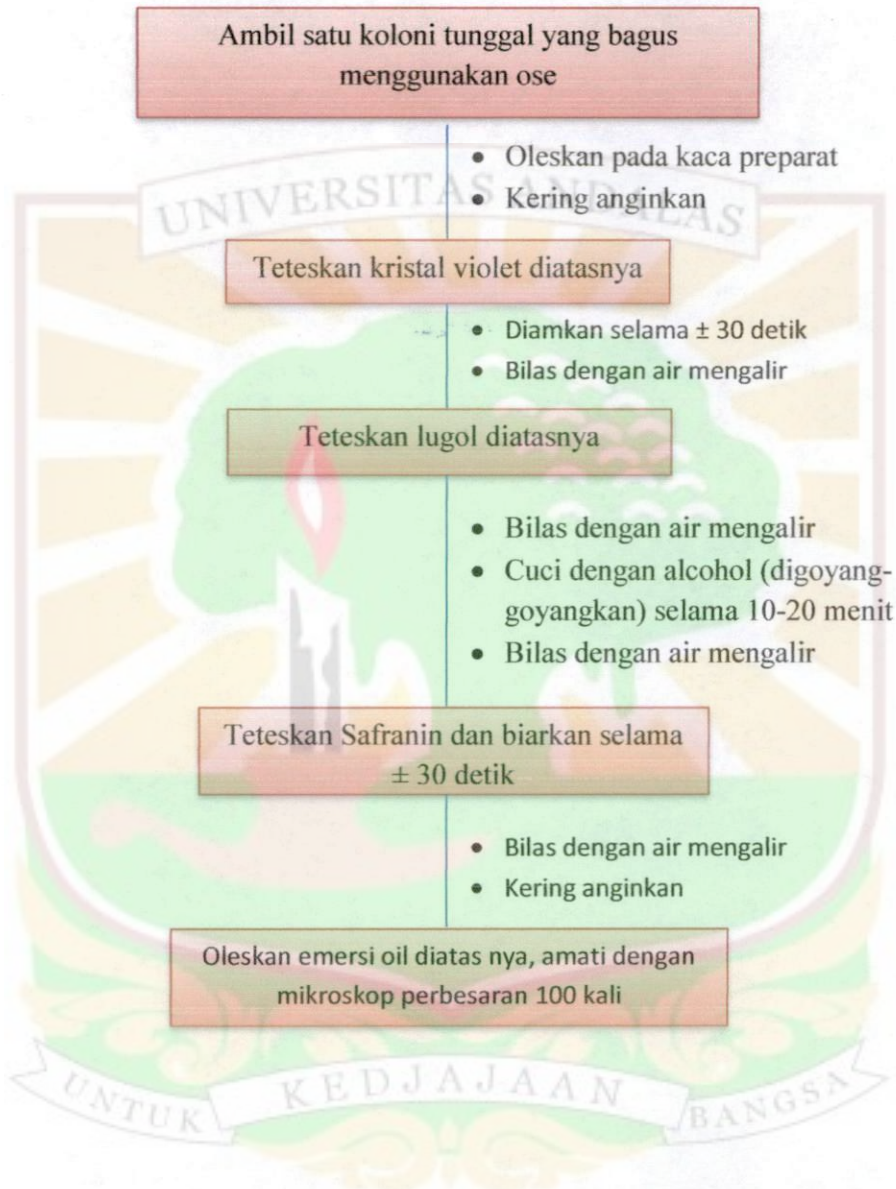 Ambil satu koloni tunggal yang bagus
menggunakan ose
• Oleskan pada kaca preparat
• Kering anginkan
UNIVERSITAS ANDALAS
Teteskan kristal violet diatasnya
• Diamkan selama ± 30 detik
• Bilas dengan air mengalir
Teteskan lugol diatasnya
• Bilas dengan air mengalir
• Cuci dengan alcohol (digoyang-
goyangkan) selama 10-20 menit
• Bilas dengan air mengalir
Teteskan Safranin dan biarkan selama
± 30 detik
• Bilas dengan air mengalir
• Kering anginkan
Oleskan emersi oil diatas nya, amati dengan
mikroskop perbesaran 100 kali
UNTUK KEDJAJAAN BANGSA